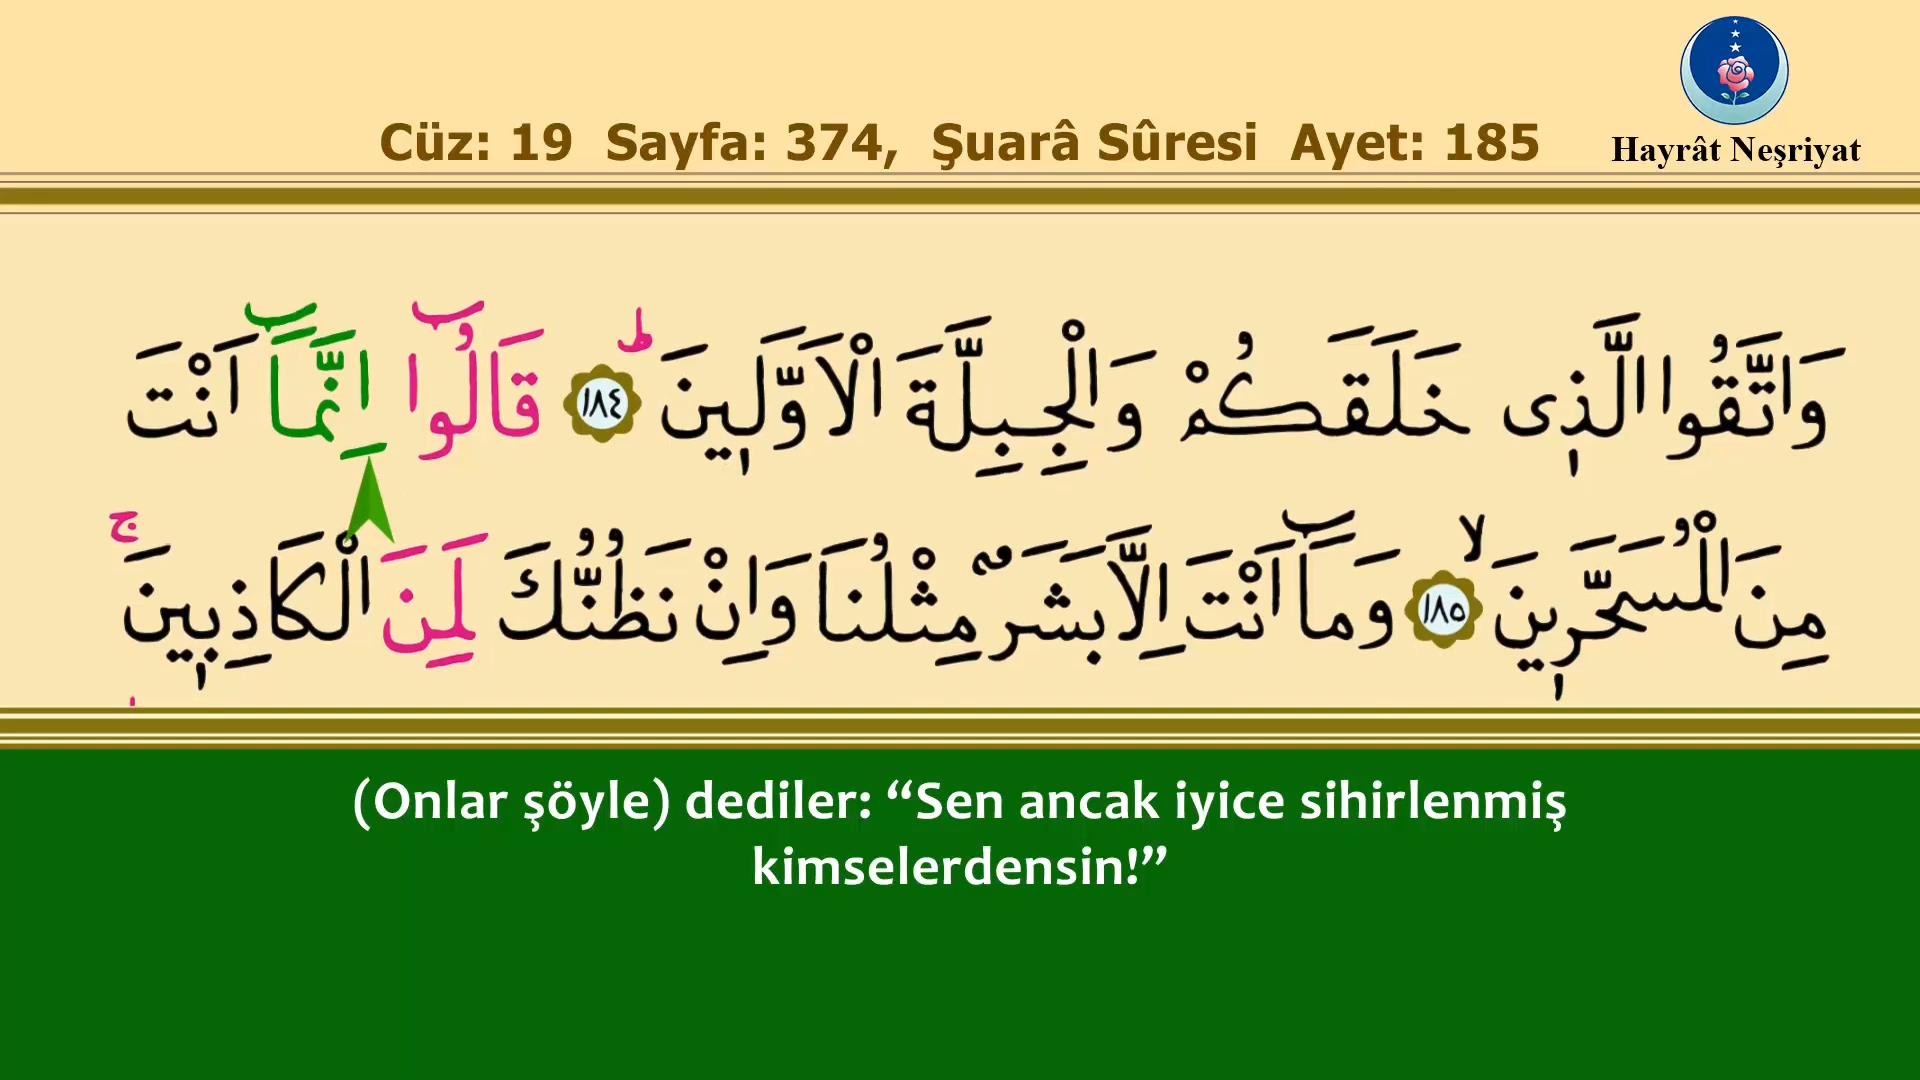 Cüz: 19 Sayfa: 374, Şuarâ Sûresi Ayet: 185
Hayrât Neşriyat
وَاتَّقُوا الَّذٖى خَلَقَكُمْ وَالْجِبِلَّةَ الْاَوَّلٖينَ ط ١٨٤ قَالُٓوا اِنَّمَٓا اَنْتَ
مِنَ الْمُسَحَّرٖينَ لا ١٨٥ وَمَٓا اَنْتَ اِلَّا بَشَرٌ مِثْلُنَا وَاِنْ نَظُنُّكَ لَمِنَ الْكَاذِبٖينَ ج
(Onlar şöyle) dediler: “Sen ancak iyice sihirlenmiş
kimselerdensin!”